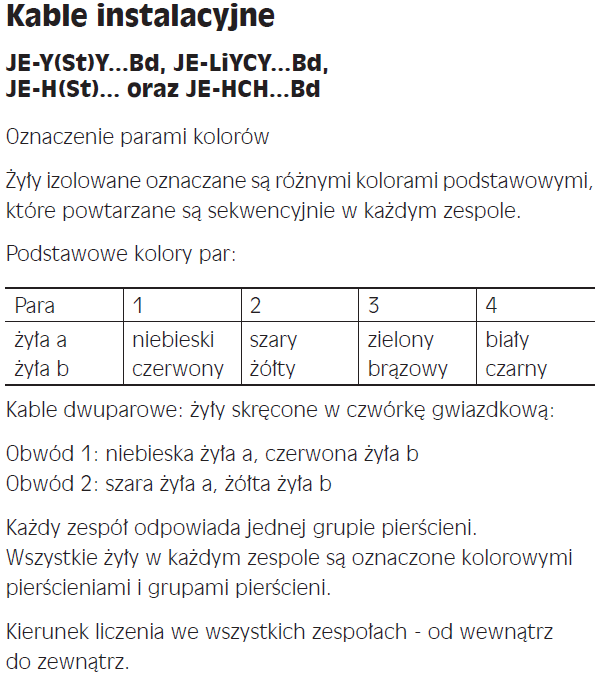 Kable instalacyjne
JE-Y(St)Y...Bd, JE-LiYCY...Bd,
JE-H(St)... oraz JE-HCH...Bd
Oznaczenie parami kolorów
Żyły izolowane oznaczane są różnymi kolorami podstawowymi,
które powtarzane są sekwencyjnie w każdym zespole.
Podstawowe kolory par:
Para 1 2 3 4
żyła a niebieski szary zielony biały
żyła b czerwony żółty brązowy czarny
Kable dwuparowe: żyły skręcone w czwórkę gwiazdkową:
Obwód 1: niebieska żyła a, czerwona żyła b
Obwód 2: szara żyła a, żółta żyła b
Każdy zespół odpowiada jednej grupie pierścieni.
Wszystkie żyły w każdym zespole są oznaczone kolorowymi
pierścieniami i grupami pierścieni.
Kierunek liczenia we wszystkich zespołach - od wewnątrz
do zewnątrz.